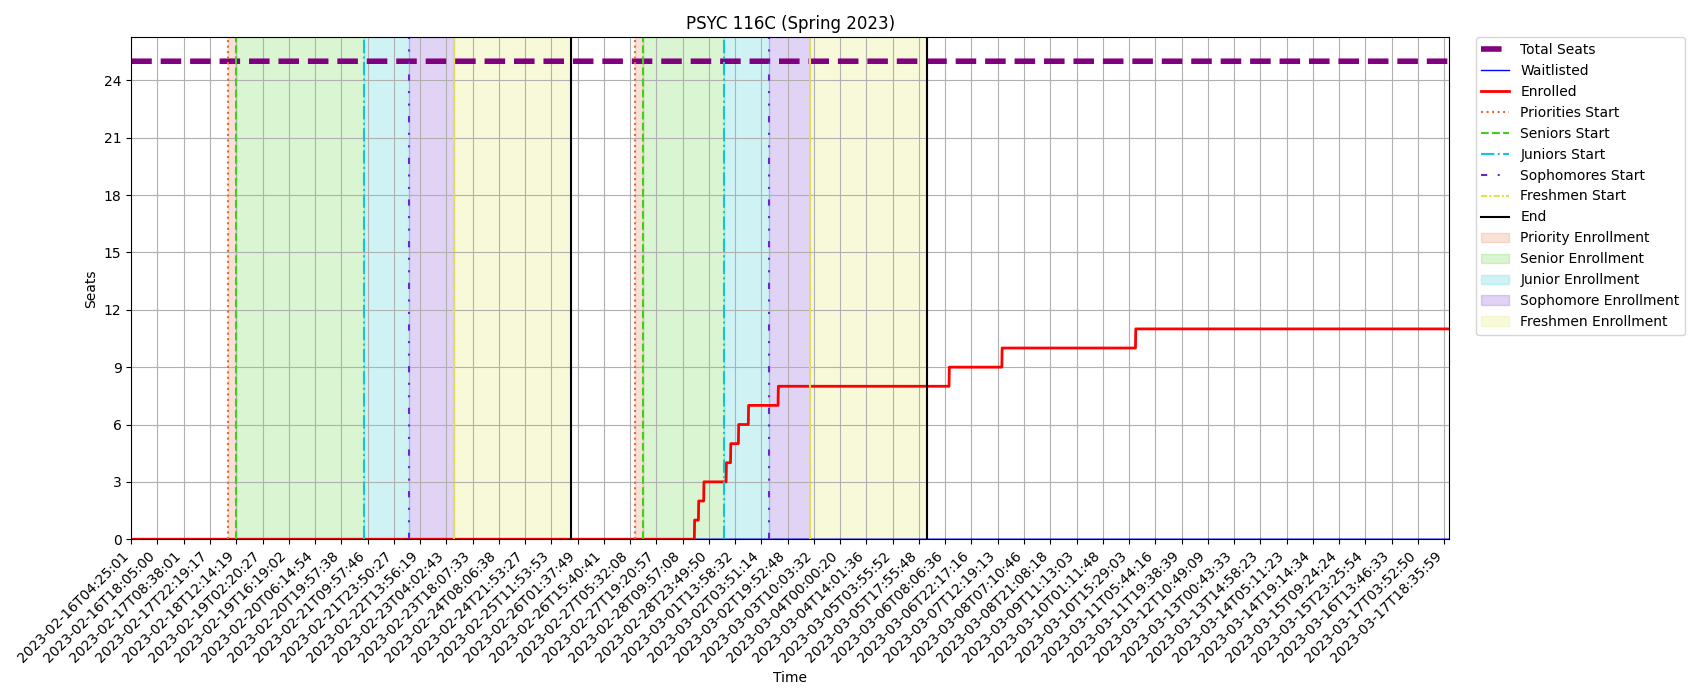 PSYC 116C (Spring 2023)
Total Seats
Waitlisted
Enrolled
Priorities Start
Seniors Start
Juniors Start
Sophomores Start
Freshmen Start
End
Priority Enrollment
Senior Enrollment
Junior Enrollment
Sophomore Enrollment
Freshmen Enrollment
Seats
24
21
18
15
12
9
6
3
0
2023-02-16T04:25:01
2023-02-16T18:05:00
2023-02-17T08:38:01
2023-02-17T22:19:17
2023-02-18T12:14:19
2023-02-19T02:20:27
2023-02-19T16:19:02
2023-02-20T06:14:54
2023-02-20T19:57:38
2023-02-21T09:57:46
2023-02-21T23:50:27
2023-02-22T13:56:19
2023-02-23T04:02:43
2023-02-23T18:07:33
2023-02-24T08:06:38
2023-02-24T21:53:27
2023-02-25T11:53:53
2023-02-26T01:37:49
2023-02-26T15:40:41
2023-02-27T05:32:08
2023-02-27T19:20:57
2023-02-28T09:57:08
2023-02-28T23:49:50
2023-03-01T13:58:32
2023-03-02T03:51:14
2023-03-02T19:52:48
2023-03-03T10:03:32
2023-03-04T00:00:20
2023-03-04T14:01:36
2023-03-05T03:55:52
2023-03-05T17:55:48
2023-03-06T08:06:36
2023-03-06T22:17:16
2023-03-07T12:19:13
2023-03-08T07:10:46
2023-03-08T21:08:18
2023-03-09T11:13:03
2023-03-10T01:11:48
2023-03-10T15:29:03
2023-03-11T05:44:16
2023-03-11T19:38:39
2023-03-12T10:49:09
2023-03-13T00:43:33
2023-03-13T14:58:23
2023-03-14T05:11:23
2023-03-14T19:14:34
2023-03-15T09:24:24
2023-03-15T23:25:54
2023-03-16T13:46:33
2023-03-17T03:52:50
2023-03-17T18:35:59
Time